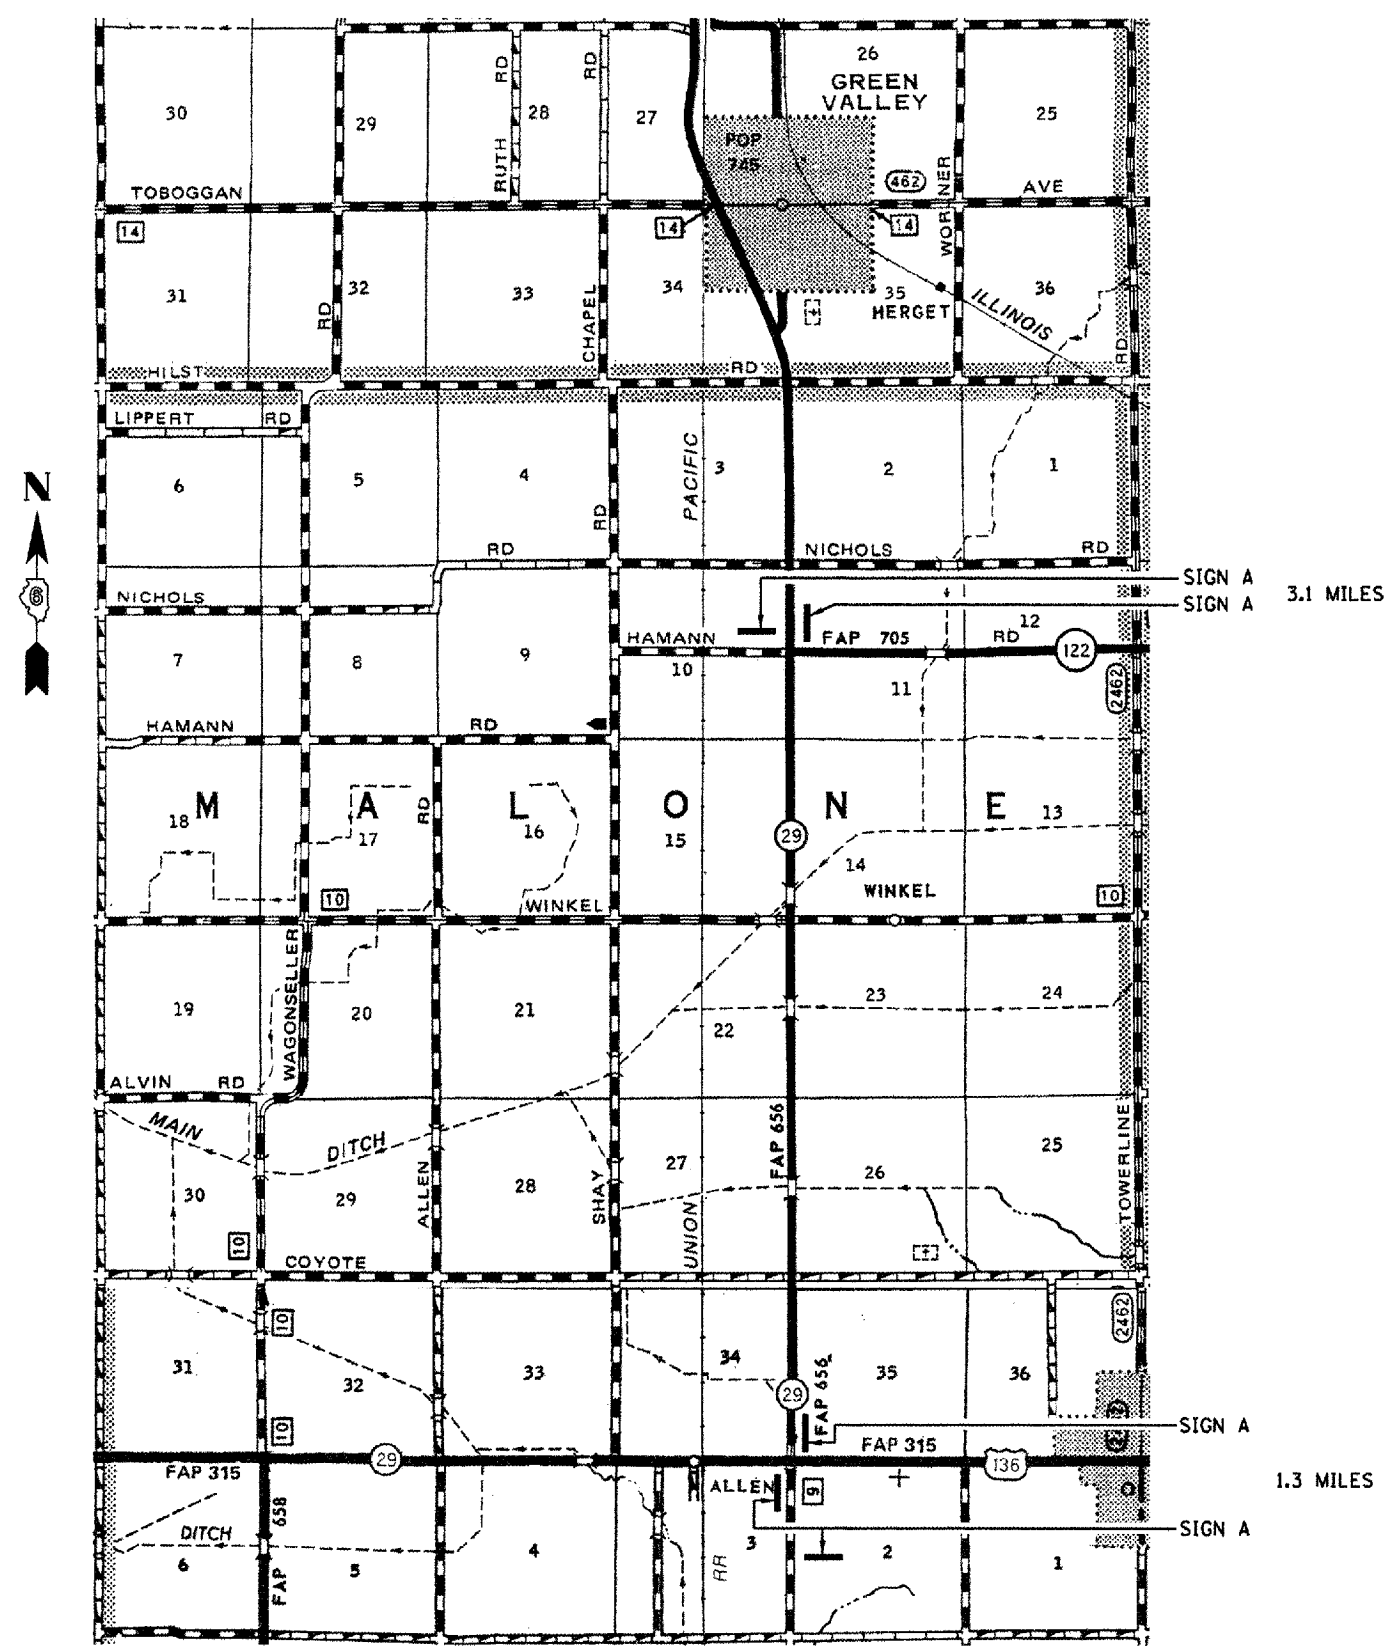 26
GREEN
VALLEY
30
29
RD
28
RD
27
25
POP
745
RUTH
462
WORNER
TOBOGGAN
AVE
14
14
14
31
32
RD
33
CHAPEL
34
35
HERGET
ILLINOIS
36
RD
HILST
RD
LIPPERT RD
N
6
5
4
RD
PACIFIC
3
2
1
RD
NICHOLS
RD
SIGN A
SIGN A
3.1 MILES
NICHOLS
12
HAMANN
FAP 705
RD
122
7
8
9
10
11
2462
HAMANN
RD
M A L O N E
RD
18
17
16
15
29
14
13
10
WINKEL
WINKEL
10
WAGONSELLER
19
20
21
22
23
24
ALVIN RD
MAIN
DITCH
ALLEN
SHAY
27
UNION
FAP 656
26
25
TOWERLINE
30
29
28
10
COYOTE
10
31
32
33
34
FAP 656
35
36
2462
29
10
SIGN A
FAP 315
29
FAP 315
136
ALLEN
9
1.3 MILES
658
FAP
DITCH
SIGN A
6
5
4
3
RR
2
1